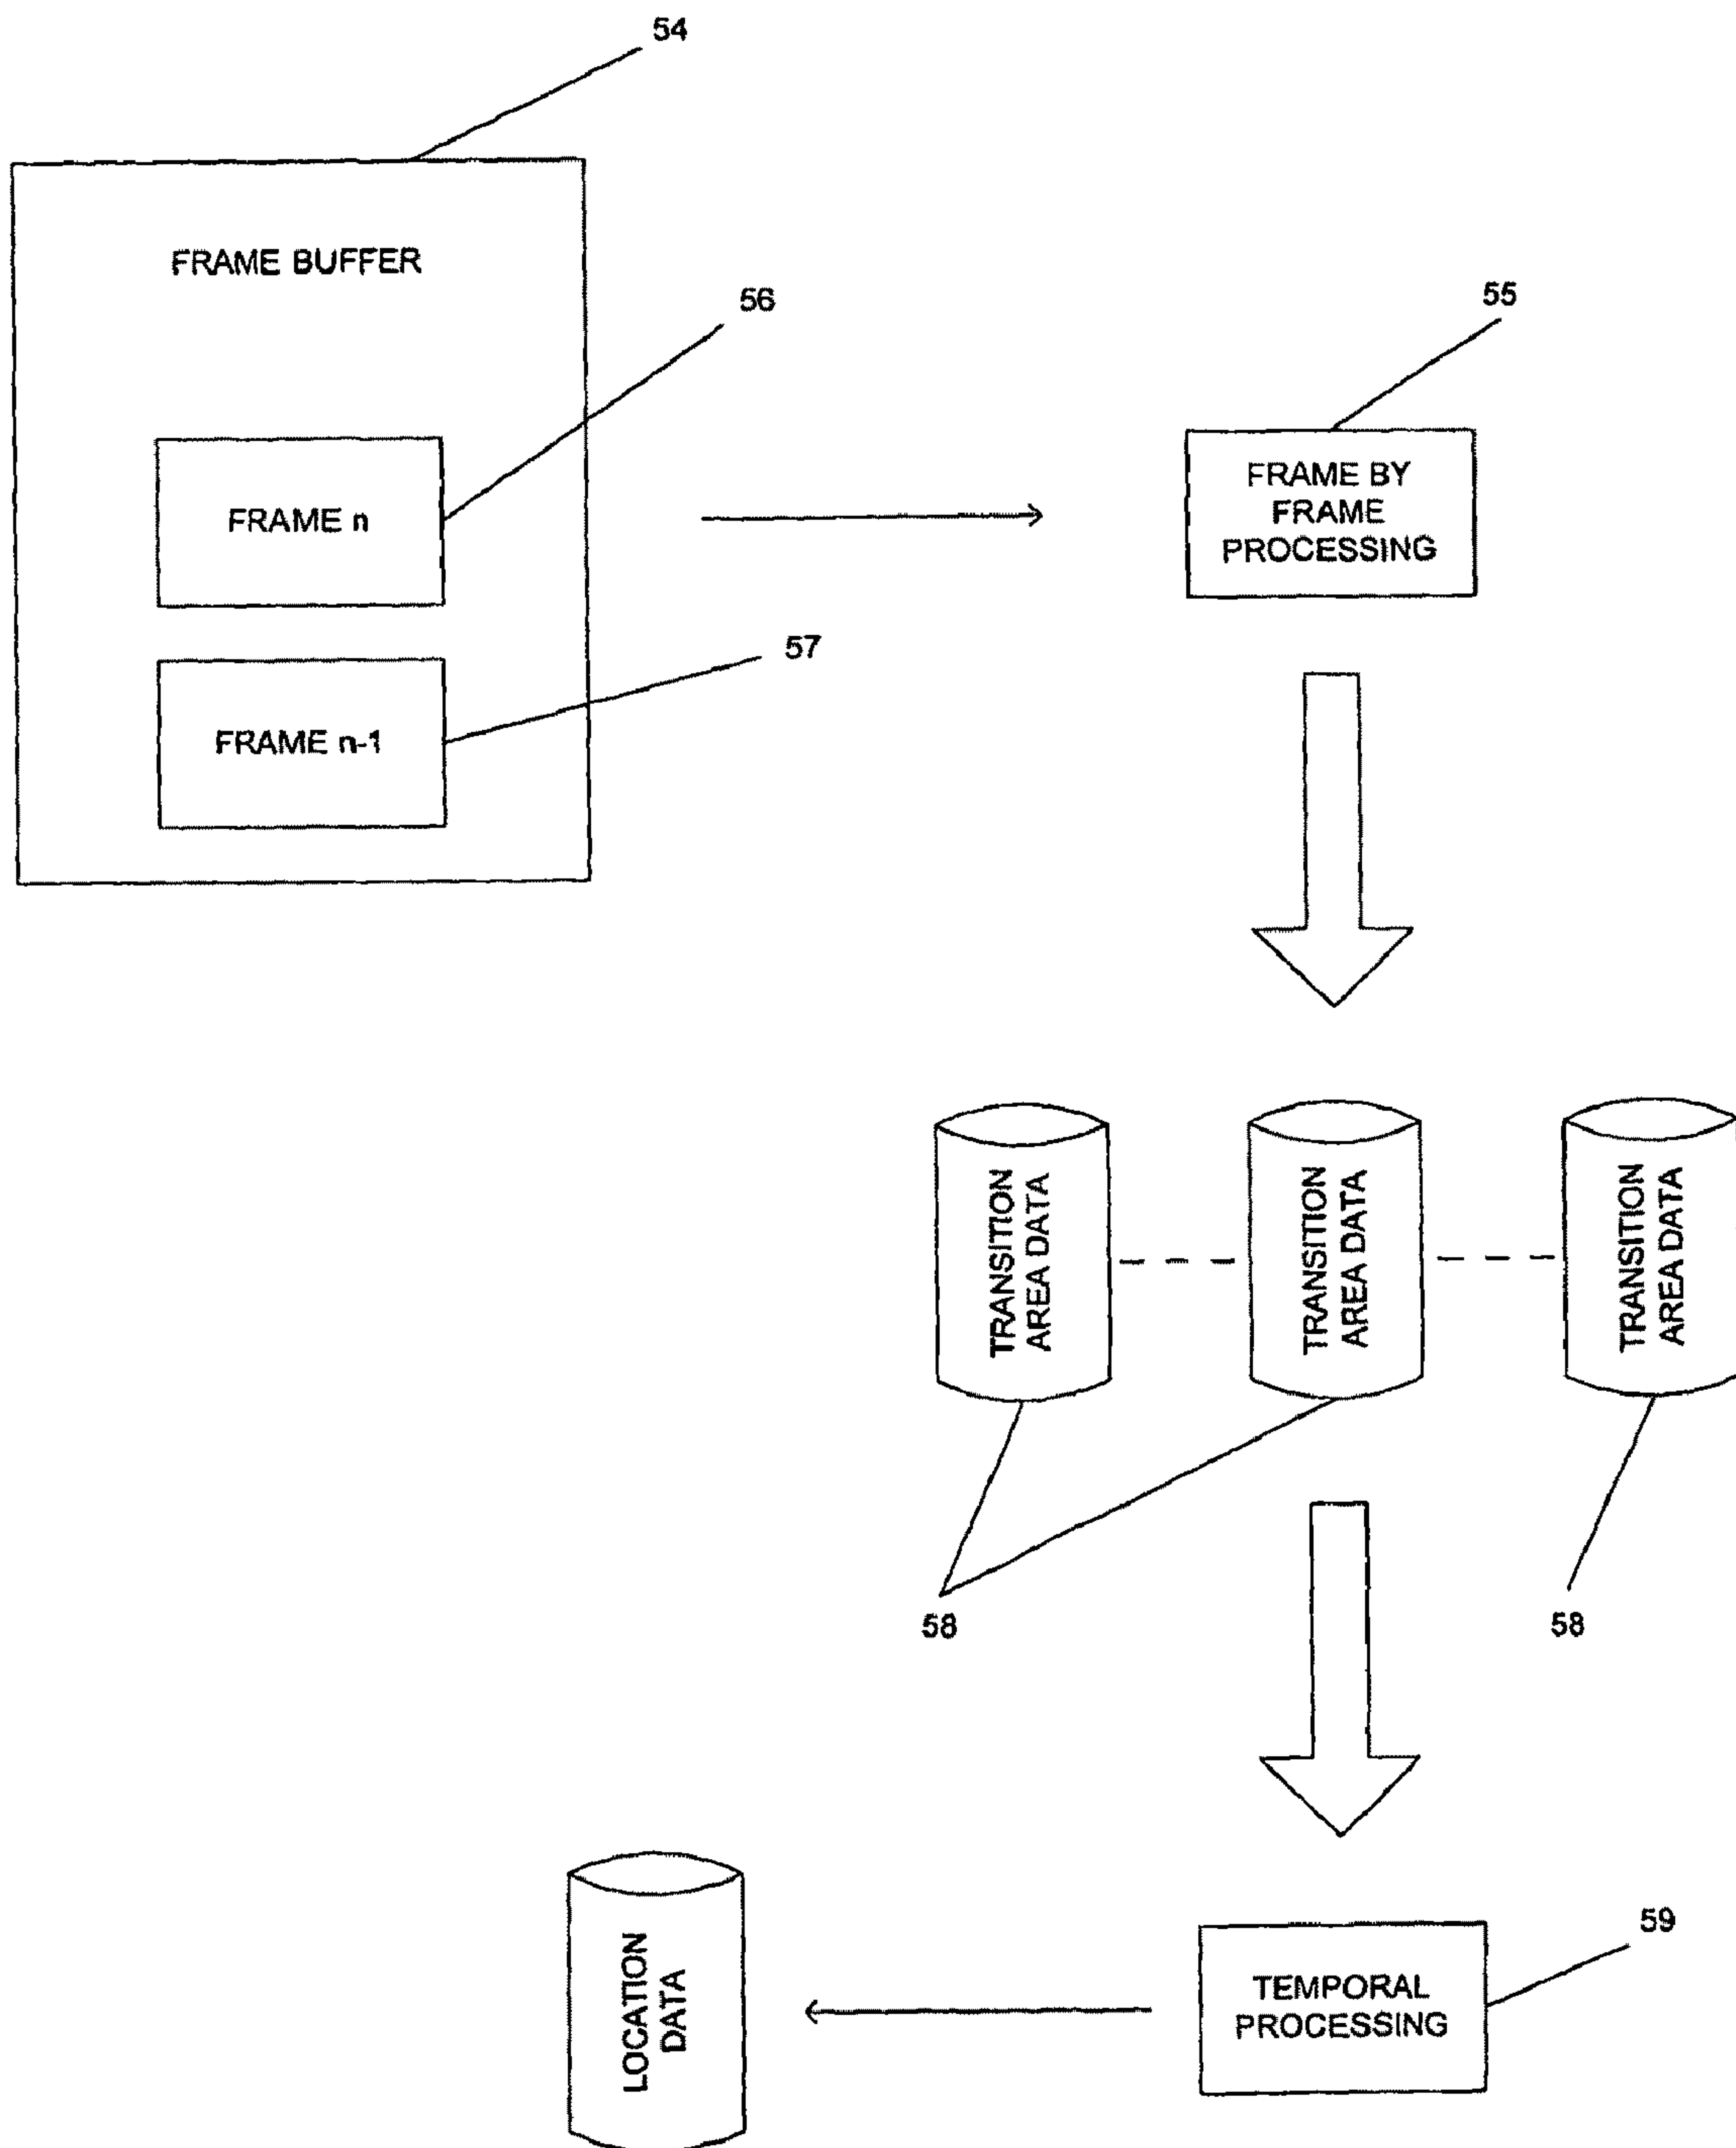 54
FRAME BUFFER
56
55
FRAME n
FRAME BY
FRAME
PROCESSING
57
FRAME n-1
TRANSITION
AREA DATA
TRANSITION
AREA DATA
TRANSITION
AREA DATA
58
58
59
LOCATION
DATA
TEMPORAL
PROCESSING